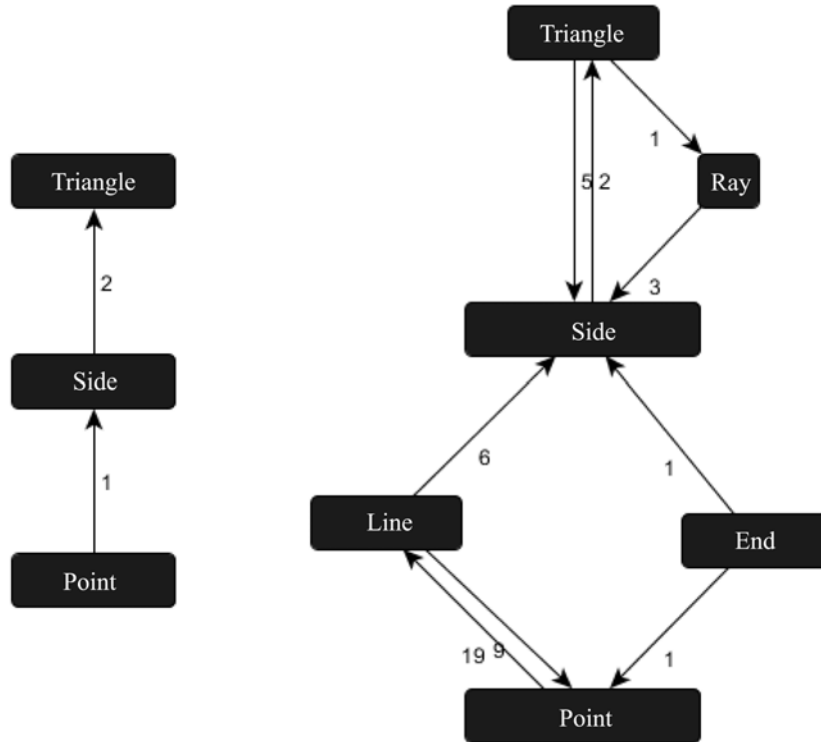 Triangle
2
Side
1
Point
Triangle
1
5 2
Ray
3
Side
6
1
Line
End
19 9
1
Point